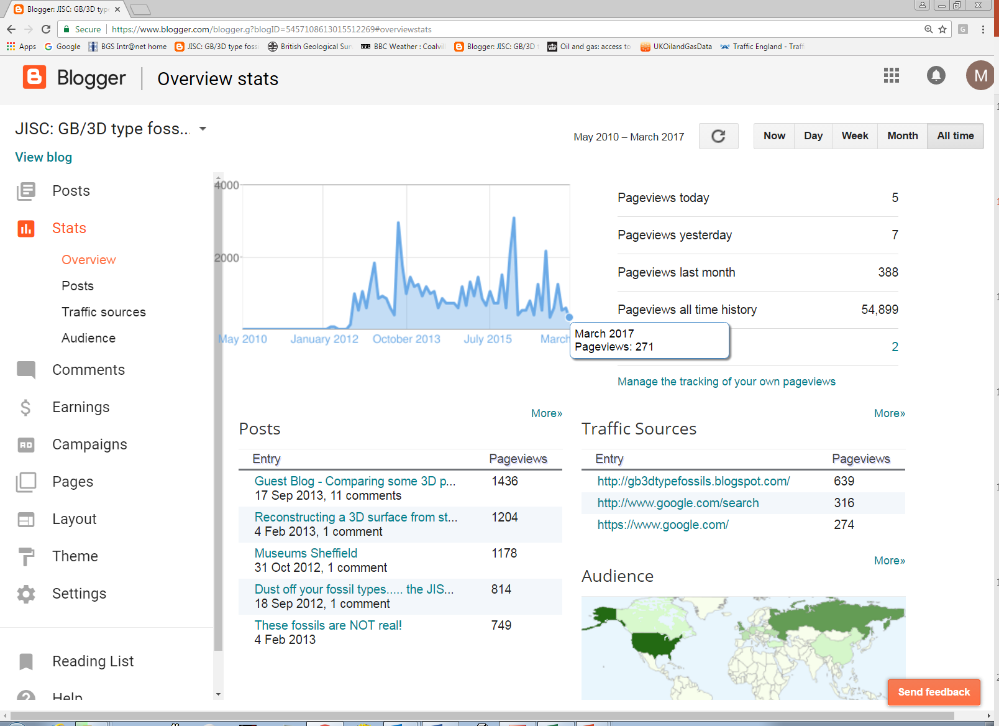 Blogger: JISC: GB/3D typ
Secure https://www.blogger.com/blogger.g?blogID=5457108613015512269#overviewstats
Apps Google BGS Intr@net home JISC: GB/3D type foss British Geological Sur BBC Weather : Coalvil Blogger: JISC: GB/3D Oil and gas: access to UKOilandGasData Traffic England - Traff
Blogger Overview stats
M
JISC: GB/3D type foss...
View blog
May 2010 – March 2017
Now Day Week Month All time
Posts
Stats
Overview
Posts
Traffic sources
Audience
Comments
Earnings
Campaigns
Pages
Layout
Theme
Settings
Reading List
Help
4000
2000
May 2010 January 2012 October 2013 July 2015 March
March 2017
Pageviews: 271
Pageviews today 5
Pageviews yesterday 7
Pageviews last month 388
Pageviews all time history 54,899
2
Manage the tracking of your own pageviews
More»
Posts
Entry Pageviews
Guest Blog - Comparing some 3D p... 1436
17 Sep 2013, 11 comments
Reconstructing a 3D surface from st... 1204
4 Feb 2013, 1 comment
Museums Sheffield 1178
31 Oct 2012, 1 comment
Dust off your fossil types..... the JIS... 814
18 Sep 2012, 1 comment
These fossils are NOT real! 749
4 Feb 2013
More»
Traffic Sources
Entry Pageviews
http://gb3dtypefossils.blogspot.com/ 639
http://www.google.com/search 316
https://www.google.com/ 274
More»
Audience
Send feedback